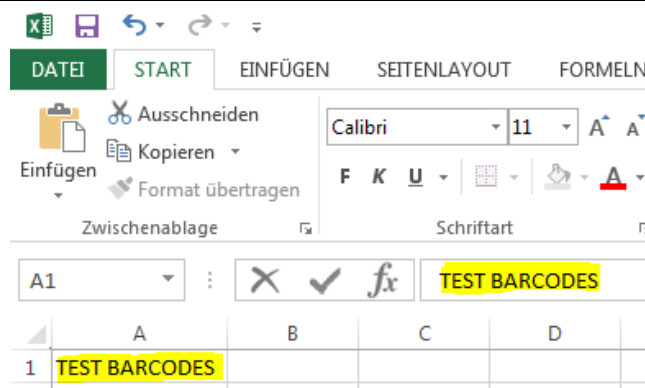 DATEI START EINFÜGEN SEITENLAYOUT FORMELN
Einfügen
Ausschneiden
Kopieren
Format übertragen
Zwischenablage
Calibri 11 A A
F K U A
Schriftart
A1 fx TEST BARCODES
A B C D
1 TEST BARCODES